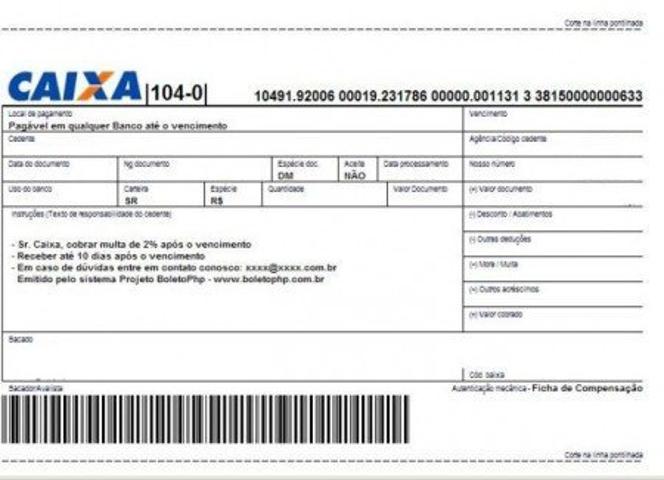 Corte na linha pontilhada
CAIXA |104-0| 10491.92006 00019.231786 00000.001131 3 38150000000633
Local de pagamento Vencimento
Pagável em qualquer Banco até o vencimento
Cedente Agência/Código cedente
Data do documento Nº documento Espécie doc. Aceite Data processamento Nosso número
DM NÃO
Uso do banco Carteira Espécie Quantidade Valor Documento (=) Valor documento
SR R$
Instruções (Texto de responsabilidade do cedente) (-) Desconto / Abatimentos
(-) Outras deduções
- Sr. Caixa, cobrar multa de 2% após o vencimento
- Receber até 10 dias após o vencimento
(+) Mora / Multa
- Em caso de dúvidas entre em contato conosco: xxxx@xxxx.com.br
Emitido pelo sistema Projeto BoletoPhp - www.boletophp.com.br
(+) Outros acréscimos
(=) Valor cobrado
Sacado
Cód. baixa
Sacador/Avalista Autenticação mecânica - Ficha de Compensação
Corte na linha pontilhada